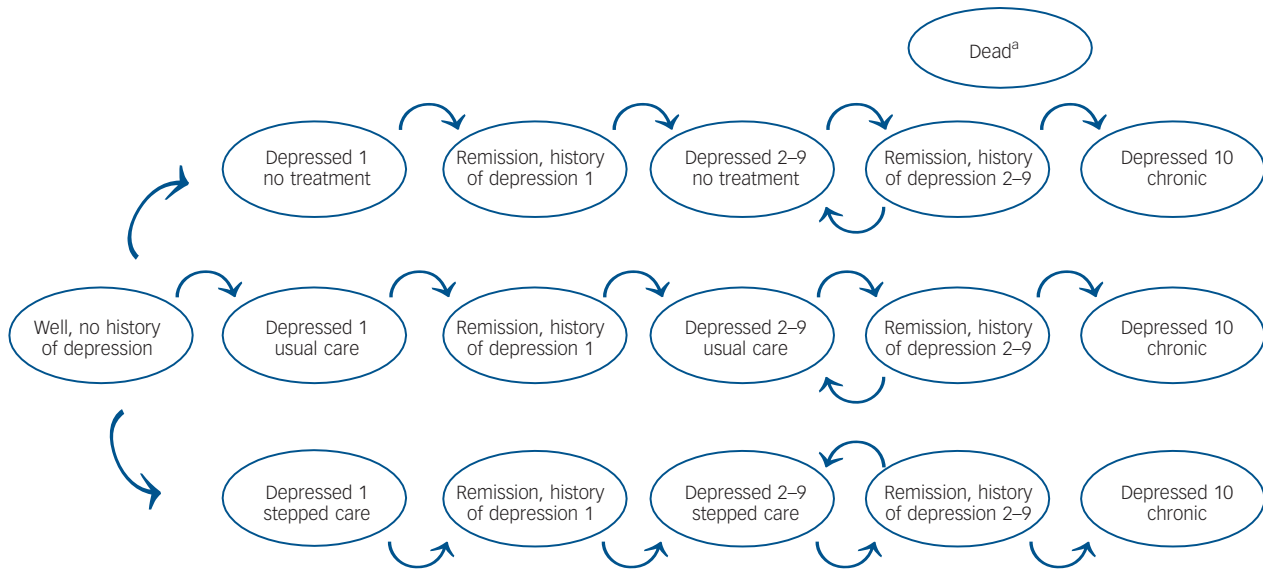 Deadª
Depressed 1
no treatment
Remission, history
of depression 1
Depressed 2–9
no treatment
Remission, history
of depression 2–9
Depressed 10
chronic
Well, no history
of depression
Depressed 1
usual care
Remission, history
of depression 1
Depressed 2–9
usual care
Remission, history
of depression 2–9
Depressed 10
chronic
Depressed 1
stepped care
Remission, history
of depression 1
Depressed 2–9
stepped care
Remission, history
of depression 2–9
Depressed 10
chronic